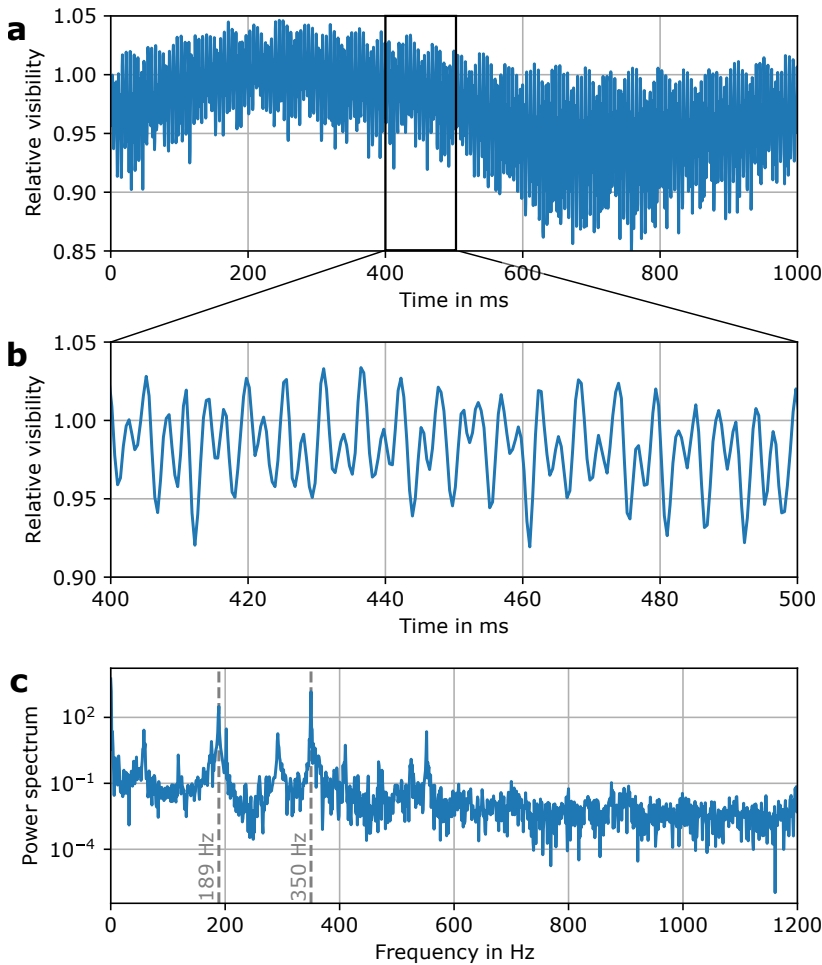 a
Relative visibility
1.05
1.00
0.95
0.90
0.85
0 200 400 600 800 1000
Time in ms
b
Relative visibility
1.05
1.00
0.95
0.90
400 420 440 460 480 500
Time in ms
c
Power spectrum
10²
10⁻¹
10⁻⁴
189 Hz
350 Hz
0 200 400 600 800 1000 1200
Frequency in Hz